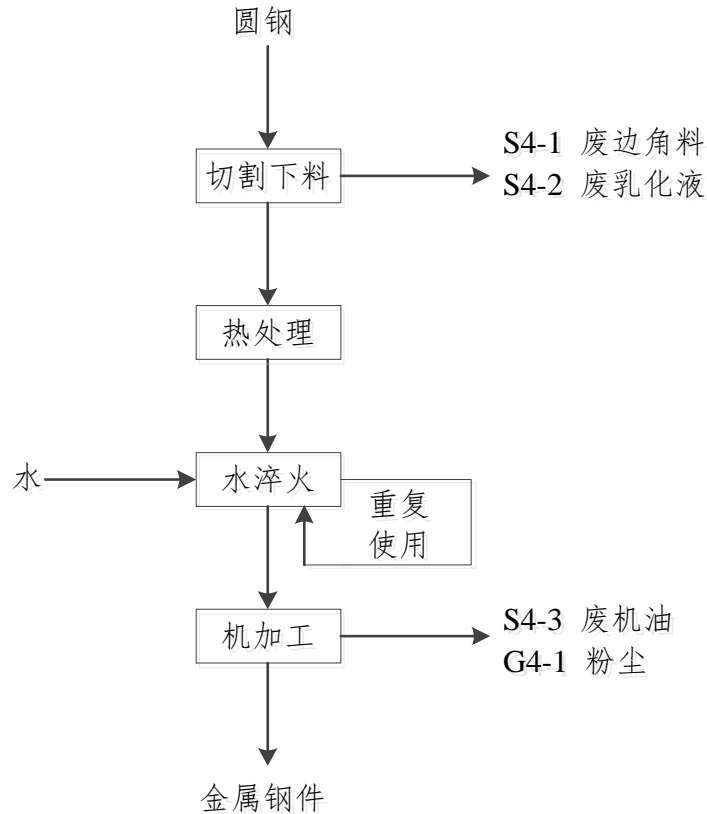 圆钢
切割下料
S4-1 废边角料
S4-2 废乳化液
热处理
水
水淬火
重复
使用
机加工
S4-3 废机油
G4-1 粉尘
金属钢件